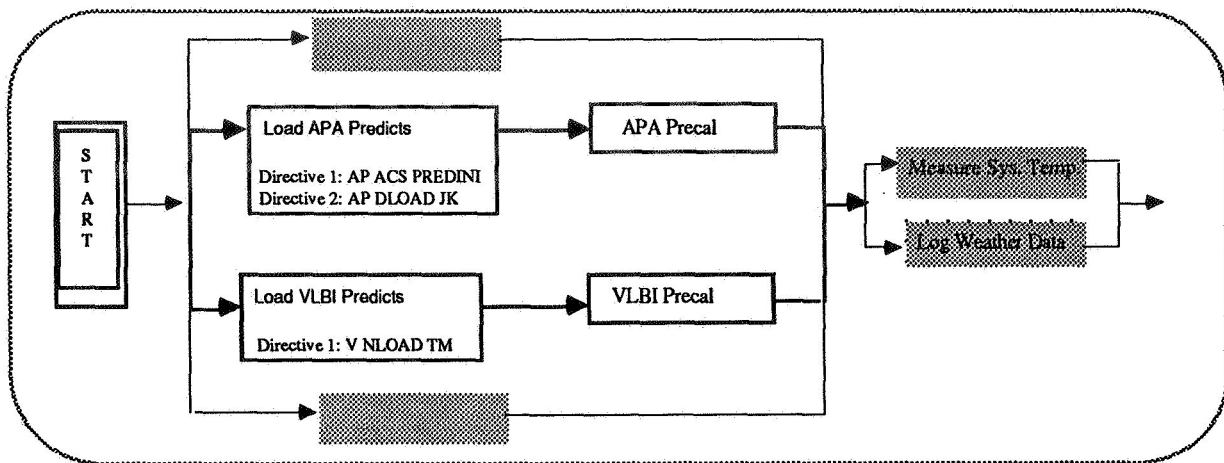 START
Load APA Predicts
Directive 1: AP ACS PREDINI
Directive 2: AP DLOAD JK
APA Precal
Load VLBI Predicts
Directive 1: V NLOAD TM
VLBI Precal
Measure Sys. Temp
Log Weather Data